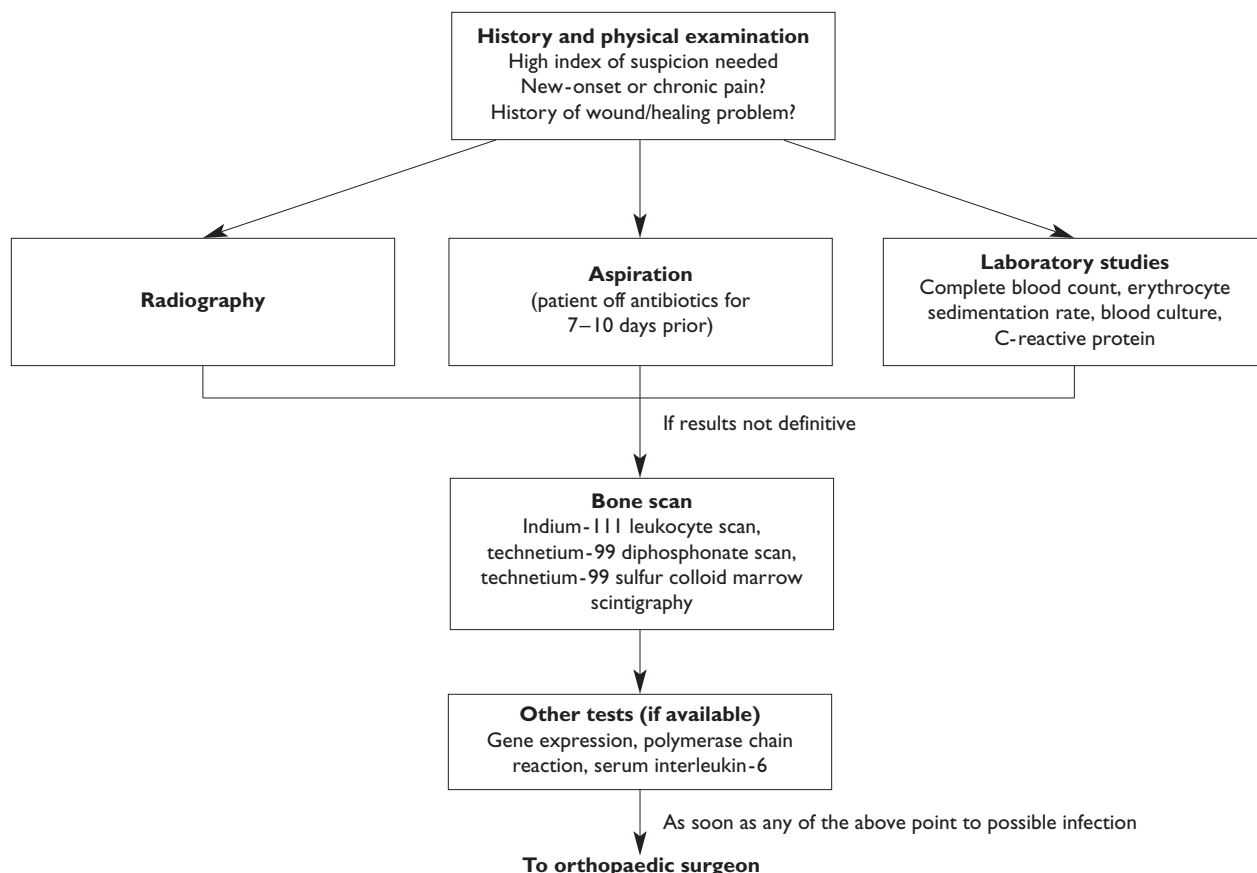 History and physical examination
High index of suspicion needed
New-onset or chronic pain?
History of wound/healing problem?
Radiography
Aspiration
(patient off antibiotics for
7–10 days prior)
Laboratory studies
Complete blood count, erythrocyte
sedimentation rate, blood culture,
C-reactive protein
If results not definitive
Bone scan
Indium-111 leukocyte scan,
technetium-99 diphosphonate scan,
technetium-99 sulfur colloid marrow
scintigraphy
Other tests (if available)
Gene expression, polymerase chain
reaction, serum interleukin-6
As soon as any of the above point to possible infection
To orthopaedic surgeon